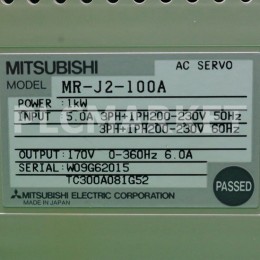 MITSUBISHI AC SERVO
MODEL MR-J2-100A
POWER :1kW
INPUT 5.0A 3PH+1PH200-230V 50Hz
3PH+1PH200-230V 60Hz
OUTPUT:170V 0-360Hz 6.0A
SERIAL:W09G62015
TC300A081G52
PASSED
MITSUBISHI ELECTRIC CORPORATION
MADE IN JAPAN
PLCMARKET